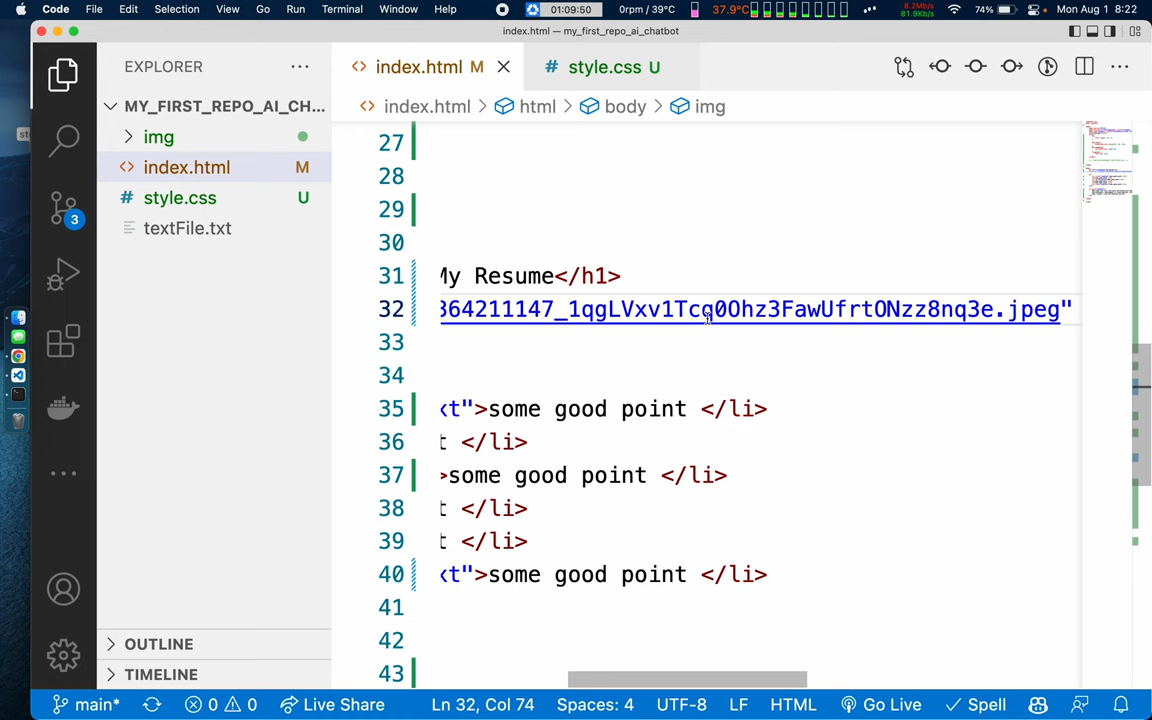 Code File Edit Selection View Go Run Terminal Window Help 01:09:50 0rpm / 39°C 37.9°C 8.2Mb/s 81.9Kb/s 74% Mon Aug 1 8:22
index.html — my_first_repo_ai_chatbot
EXPLORER
index.html M
# style.css U
MY_FIRST_REPO_AI_CH...
index.html > html > body > img
img
index.html M
# style.css U
textFile.txt
3
27
28
29
30
31 My Resume</h1>
32 364211147_1qgLVxv1Tcq0Ohz3FawUfrtONzz8nq3e.jpeg"
33
34
35 xt">some good point </li>
36 t </li>
37 >some good point </li>
38 t </li>
39 t </li>
40 xt">some good point </li>
41
42
43
OUTLINE
TIMELINE
main* 0 0 Live Share Ln 32, Col 74 Spaces: 4 UTF-8 LF HTML Go Live Spell